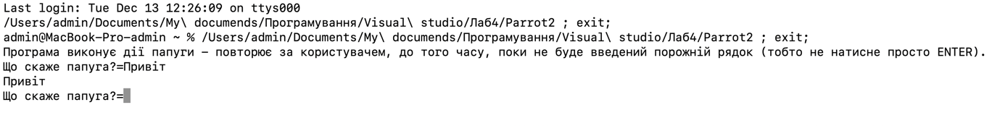 Last login: Tue Dec 13 12:26:09 on ttys000
/Users/admin/Documents/My\ documends/Програмування/Visual\ studio/Лаб4/Parrot2 ; exit;
admin@MacBook-Pro-admin ~ % /Users/admin/Documents/My\ documends/Програмування/Visual\ studio/Лаб4/Parrot2 ; exit;
Програма виконує дії папуги – повторює за користувачем, до того часу, поки не буде введений порожній рядок (тобто не натисне просто ENTER).
Що скаже папуга?=Привіт
Привіт
Що скаже папуга?=